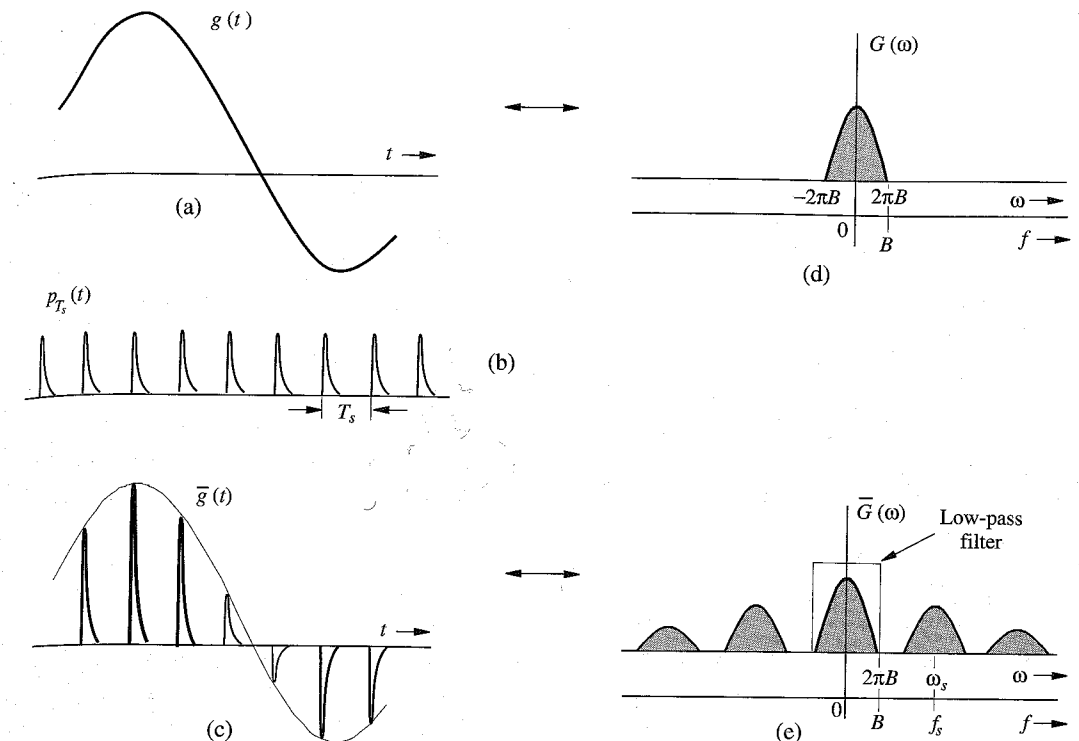 g(t)
t
(a)
G(ω)
−2πB 2πB ω
0 B f
(d)
p_{T_s}(t)
(b)
T_s
g̅(t)
t
(c)
G̅(ω)
Low-pass
filter
2πB ω_s ω
0 B f_s f
(e)